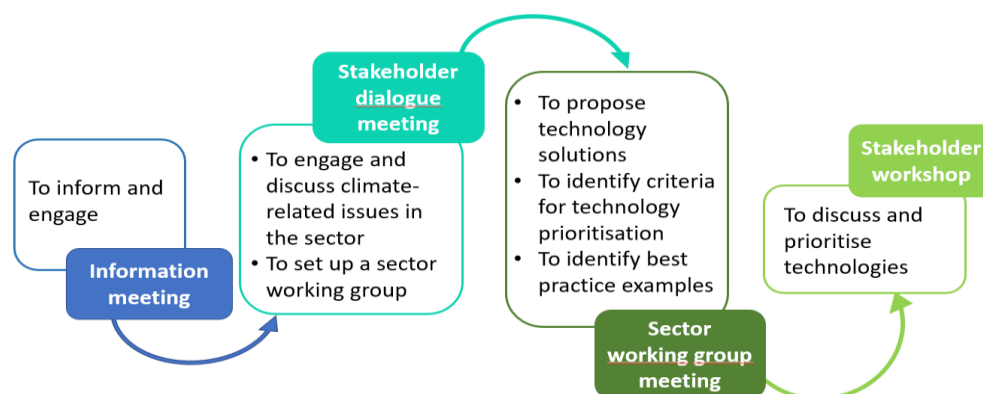 To inform and
engage
Information
meeting
Stakeholder
dialogue
meeting
• To engage and
discuss climate-
related issues in
the sector
• To set up a sector
working group
• To propose
technology
solutions
• To identify criteria
for technology
prioritisation
• To identify best
practice examples
Sector
working group
meeting
Stakeholder
workshop
To discuss and
prioritise
technologies